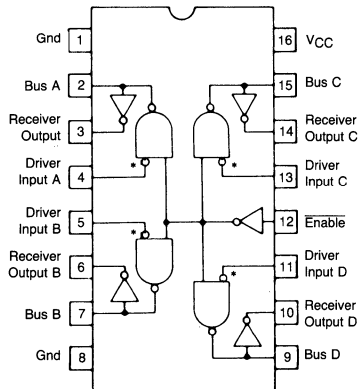 Gnd 1
16 VCC
Bus A 2
15 Bus C
Receiver
Output 3
14 Receiver
Output C
Driver
Input A 4
*
*
13 Driver
Input C
Driver
Input B 5
*
12 Enable
Receiver
Output B 6
11 Driver
Input D
*
Bus B 7
10 Receiver
Output D
Gnd 8
9 Bus D